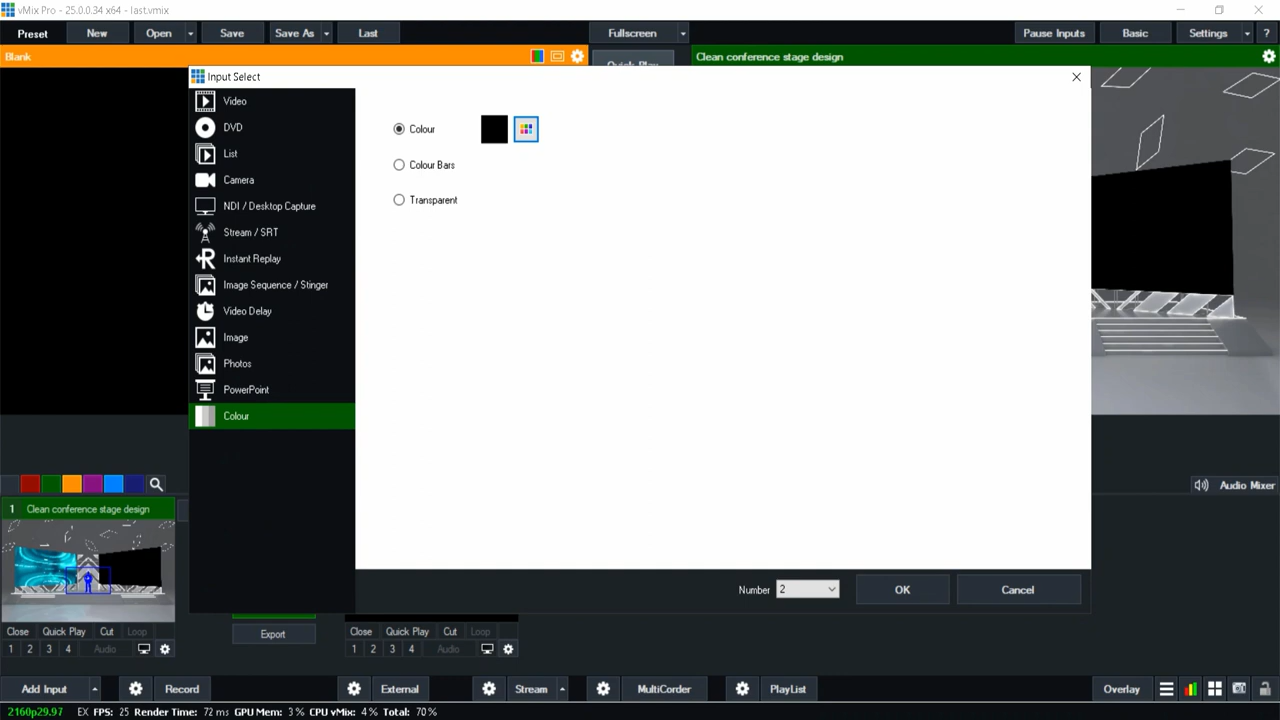 vMix Pro - 25.0.0.34 x64 - last.vmix
Preset New Open Save Save As Last Fullscreen Pause Inputs Basic Settings ?
Blank
Quick Play
Clean conference stage design
Input Select
Video
DVD
List
Camera
NDI / Desktop Capture
Stream / SRT
Instant Replay
Image Sequence / Stinger
Video Delay
Image
Photos
PowerPoint
Colour
Colour
Colour Bars
Transparent
Number 2 OK Cancel
Audio Mixer
1 Clean conference stage design
Close Quick Play Cut Loop
1 2 3 4 Audio
Export
Close Quick Play Cut Loop
1 2 3 4 Audio
Add Input Record External Stream MultiCorder PlayList Overlay
2160p29.97 EX FPS: 25 Render Time: 72 ms GPU Mem: 3 % CPU vMix: 4 % Total: 70 %